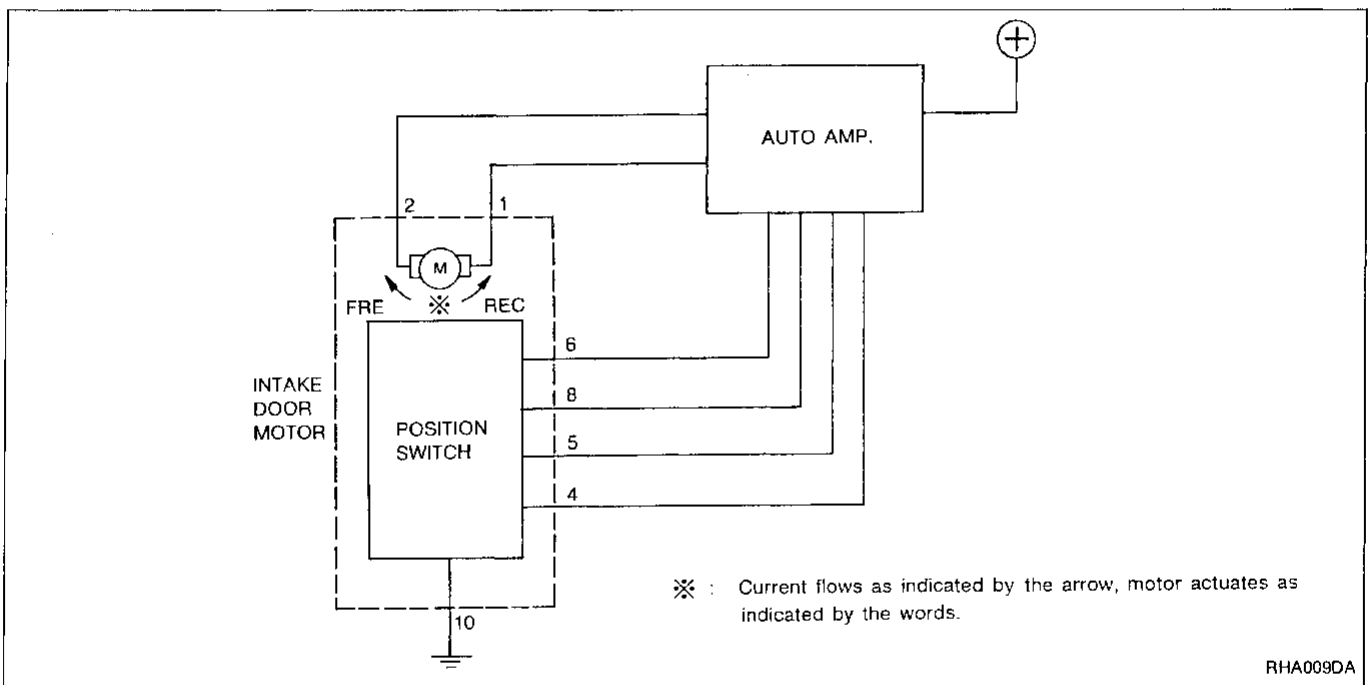 +
AUTO AMP.
2
1
M
FRE
※
REC
6
8
5
4
INTAKE
DOOR
MOTOR
POSITION
SWITCH
10
※ : Current flows as indicated by the arrow, motor actuates as
indicated by the words.
RHA009DA